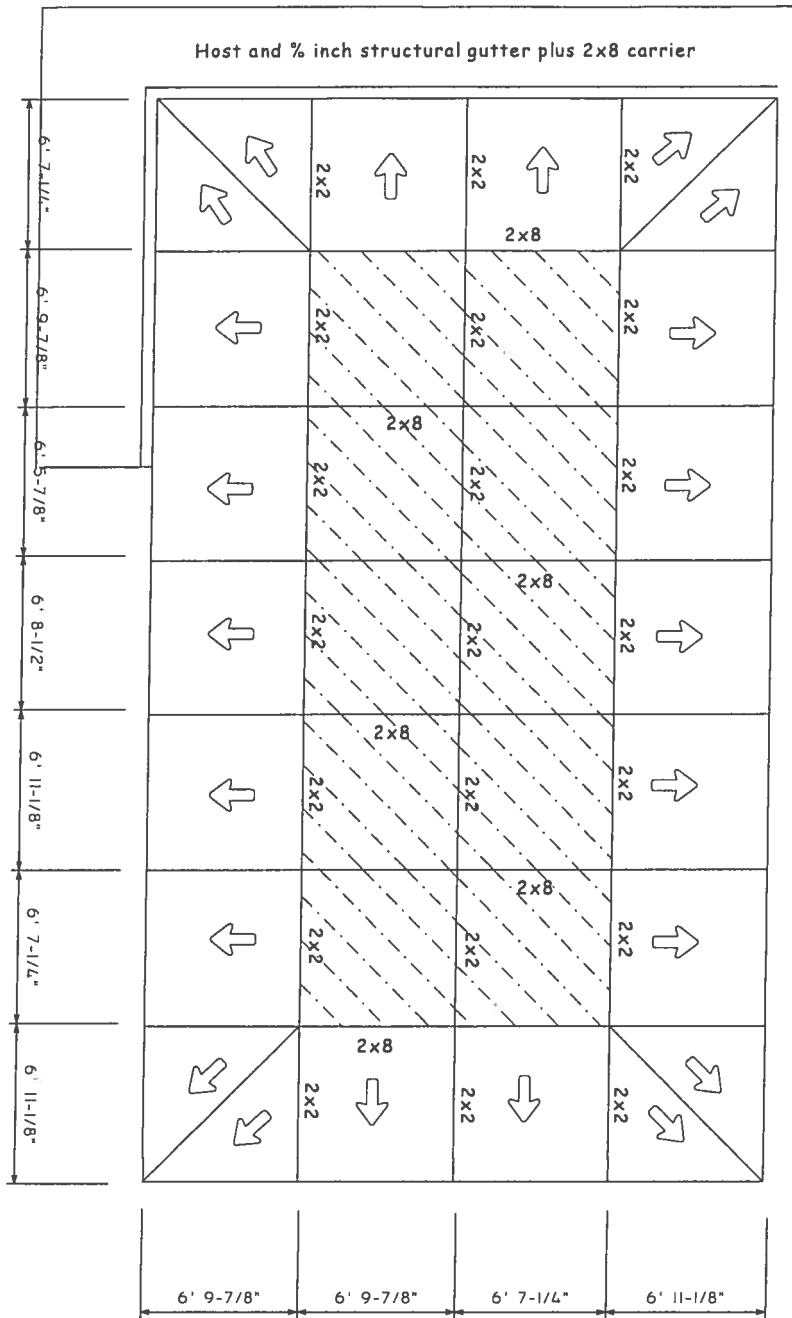 Host and % inch structural gutter plus 2x8 carrier
6' 7-1/4"
2x2
2x2
2x2
2x8
6' 9-7/8"
2x2
2x2
2x2
2x8
6' 5-7/8"
2x2
2x2
2x2
2x8
6' 8-1/2"
2x2
2x2
2x2
2x8
6' 11-1/8"
2x2
2x2
2x2
2x8
6' 7-1/4"
2x2
2x2
2x2
2x8
6' 11-1/8"
2x2
2x2
2x2
6' 9-7/8"
6' 9-7/8"
6' 7-1/4"
6' 11-1/8"